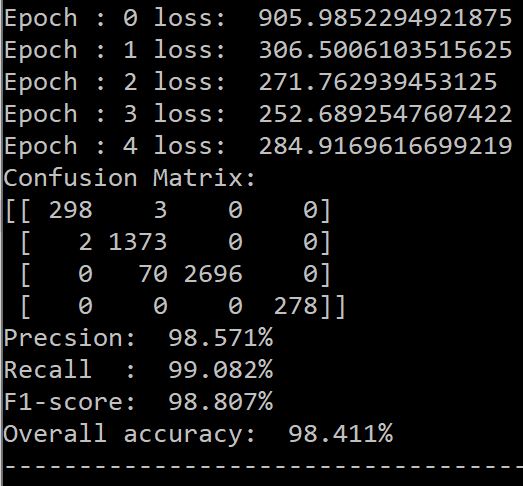 Epoch : 0 loss:  905.9852294921875
Epoch : 1 loss:  306.5006103515625
Epoch : 2 loss:  271.762939453125
Epoch : 3 loss:  252.6892547607422
Epoch : 4 loss:  284.9169616699219
Confusion Matrix:
[[ 298    3    0    0]
 [   2 1373    0    0]
 [   0   70 2696    0]
 [   0    0    0  278]]
Precsion:  98.571%
Recall  :  99.082%
F1-score:  98.807%
Overall accuracy:  98.411%
-----------------------------------